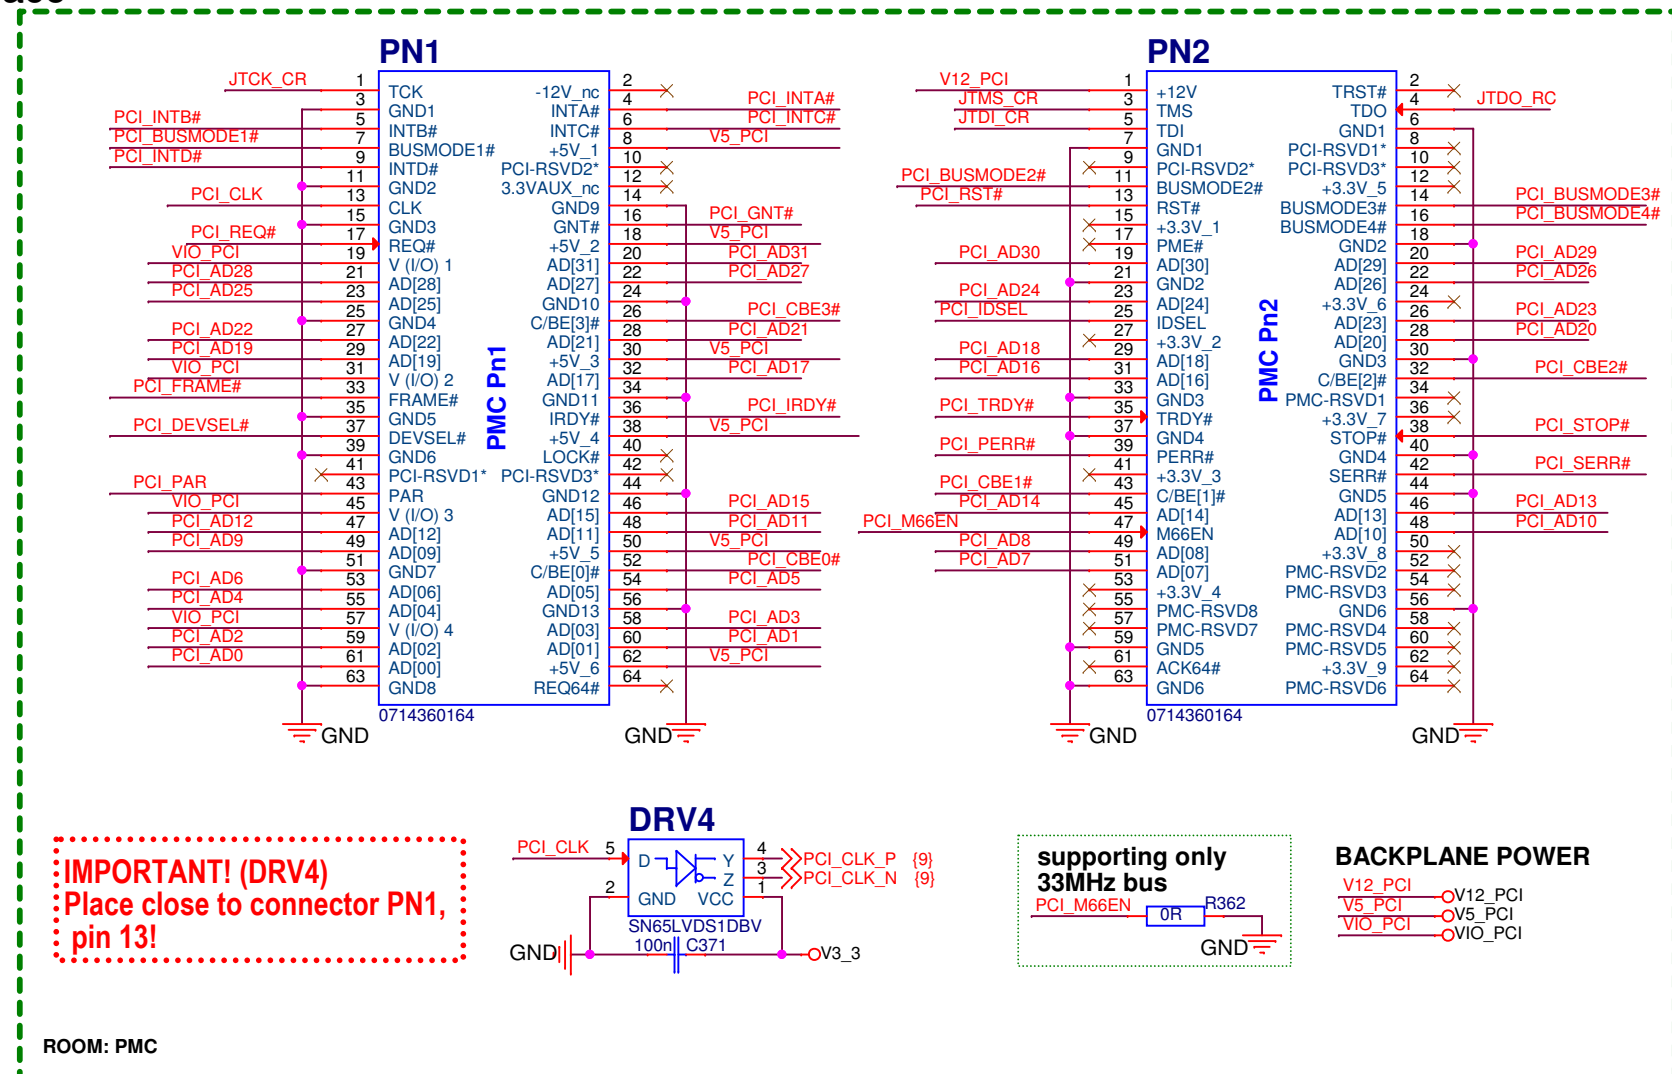 PN1
JTCK_CR 1 TCK -12V_nc 2
3 GND1 INTA# 4 PCI_INTA#
PCI_INTB# 5 INTB# INTC# 6 PCI_INTC#
PCI_BUSMODE1# 7 BUSMODE1# +5V_1 8 V5_PCI
PCI_INTD# 9 INTD# PCI-RSVD2* 10
11 GND2 3.3VAUX_nc 12
PCI_CLK 13 CLK GND9 14
15 GND3 GNT# 16 PCI_GNT#
PCI_REQ# 17 REQ# +5V_2 18 V5_PCI
VIO_PCI 19 V (I/O) 1 AD[31] 20 PCI_AD31
PCI_AD28 21 AD[28] AD[27] 22 PCI_AD27
PCI_AD25 23 AD[25] GND10 24
25 GND4 C/BE[3]# 26 PCI_CBE3#
PCI_AD22 27 AD[22] AD[21] 28 PCI_AD21
PCI_AD19 29 AD[19] +5V_3 30 V5_PCI
VIO_PCI 31 V (I/O) 2 AD[17] 32 PCI_AD17
PCI_FRAME# 33 FRAME# GND11 34
35 GND5 IRDY# 36 PCI_IRDY#
PCI_DEVSEL# 37 DEVSEL# +5V_4 38 V5_PCI
39 GND6 LOCK# 40
41 PCI-RSVD1* PCI-RSVD3* 42
PCI_PAR 43 PAR GND12 44
VIO_PCI 45 V (I/O) 3 AD[15] 46 PCI_AD15
PCI_AD12 47 AD[12] AD[11] 48 PCI_AD11
PCI_AD9 49 AD[09] +5V_5 50 V5_PCI
51 GND7 C/BE[0]# 52 PCI_CBE0#
PCI_AD6 53 AD[06] AD[05] 54 PCI_AD5
PCI_AD4 55 AD[04] GND13 56
VIO_PCI 57 V (I/O) 4 AD[03] 58 PCI_AD3
PCI_AD2 59 AD[02] AD[01] 60 PCI_AD1
PCI_AD0 61 AD[00] +5V_6 62 V5_PCI
63 GND8 REQ64# 64
PMC Pn1
0714360164
GND GND
PN2
V12_PCI 1 +12V TRST# 2
JTMS_CR 3 TMS TDO 4 JTDO_RC
JTDI_CR 5 TDI GND1 6
7 GND1 PCI-RSVD1* 8
9 PCI-RSVD2* PCI-RSVD3* 10
PCI_BUSMODE2# 11 BUSMODE2# +3.3V_5 12
PCI_RST# 13 RST# BUSMODE3# 14 PCI_BUSMODE3#
15 +3.3V_1 BUSMODE4# 16 PCI_BUSMODE4#
17 PME# GND2 18
PCI_AD30 19 AD[30] AD[29] 20 PCI_AD29
21 GND2 AD[26] 22 PCI_AD26
PCI_AD24 23 AD[24] +3.3V_6 24
PCI_IDSEL 25 IDSEL AD[23] 26 PCI_AD23
27 +3.3V_2 AD[20] 28 PCI_AD20
PCI_AD18 29 AD[18] GND3 30
PCI_AD16 31 AD[16] C/BE[2]# 32 PCI_CBE2#
33 GND3 PMC-RSVD1 34
PCI_TRDY# 35 TRDY# +3.3V_7 36
37 GND4 STOP# 38 PCI_STOP#
PCI_PERR# 39 PERR# GND4 40
41 +3.3V_3 SERR# 42 PCI_SERR#
PCI_CBE1# 43 C/BE[1]# GND5 44
PCI_AD14 45 AD[14] AD[13] 46 PCI_AD13
PCI_M66EN 47 M66EN AD[10] 48 PCI_AD10
PCI_AD8 49 AD[08] +3.3V_8 50
PCI_AD7 51 AD[07] PMC-RSVD2 52
53 +3.3V_4 PMC-RSVD3 54
55 PMC-RSVD8 GND6 56
57 PMC-RSVD7 PMC-RSVD4 58
59 GND5 PMC-RSVD5 60
61 ACK64# +3.3V_9 62
63 GND6 PMC-RSVD6 64
PMC Pn2
0714360164
GND GND
IMPORTANT! (DRV4)
Place close to connector PN1,
pin 13!
DRV4
PCI_CLK 5 D Y 4 PCI_CLK_P {9}
Z 3 PCI_CLK_N {9}
2 GND VCC 1
SN65LVDS1DBV
100n C371
GND V3_3
supporting only
33MHz bus
PCI_M66EN 0R R362
GND
BACKPLANE POWER
V12_PCI V12_PCI
V5_PCI V5_PCI
VIO_PCI VIO_PCI
ROOM: PMC